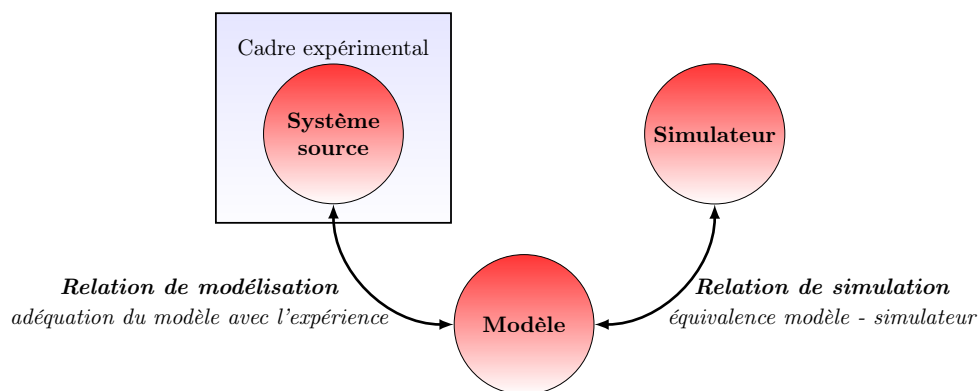 Cadre expérimental
Système
source
Simulateur
Relation de modélisation
adéquation du modèle avec l'expérience
Modèle
Relation de simulation
équivalence modèle - simulateur